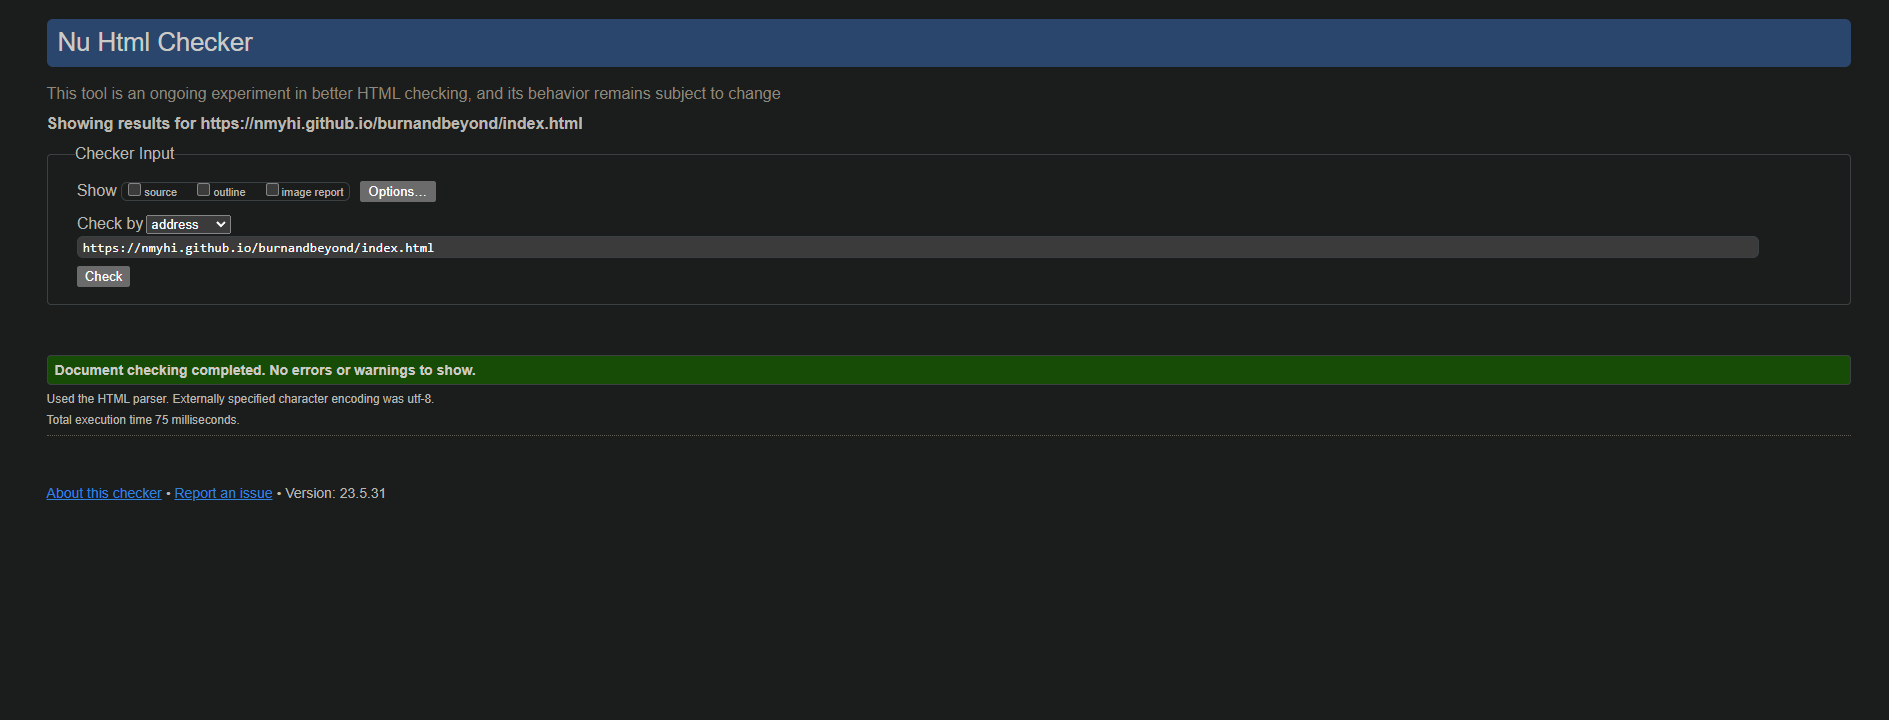 Nu Html Checker
This tool is an ongoing experiment in better HTML checking, and its behavior remains subject to change
Showing results for https://nmyhi.github.io/burnandbeyond/index.html
Checker Input
Show source outline image report Options...
Check by address
https://nmyhi.github.io/burnandbeyond/index.html
Check
Document checking completed. No errors or warnings to show.
Used the HTML parser. Externally specified character encoding was utf-8.
Total execution time 75 milliseconds.
About this checker • Report an issue • Version: 23.5.31